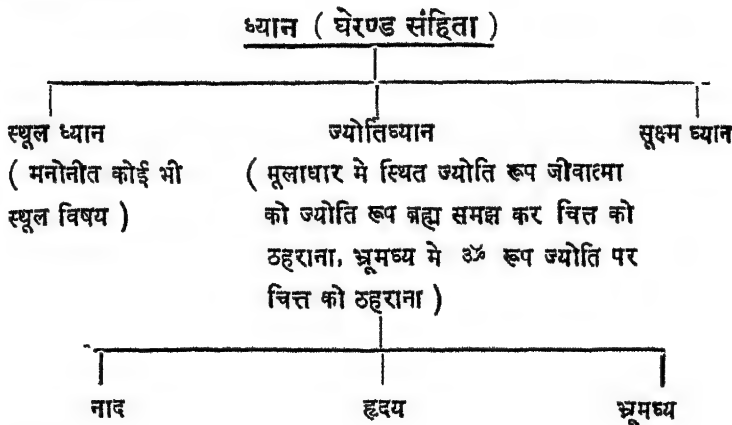 ध्यान ( घेरण्ड संहिता )
स्थूल ध्यान ज्योतिध्यान सूक्ष्म ध्यान
( मनोनीत कोई भी ( मूलाधार मे स्थित ज्योति रूप जीवात्मा
स्थूल विषय ) को ज्योति रूप ब्रह्म समझ कर चित्त को
ठहराना, भ्रूमध्य मे ॐ रूप ज्योति पर
चित्त को ठहराना )
नाद हृदय भ्रूमध्य